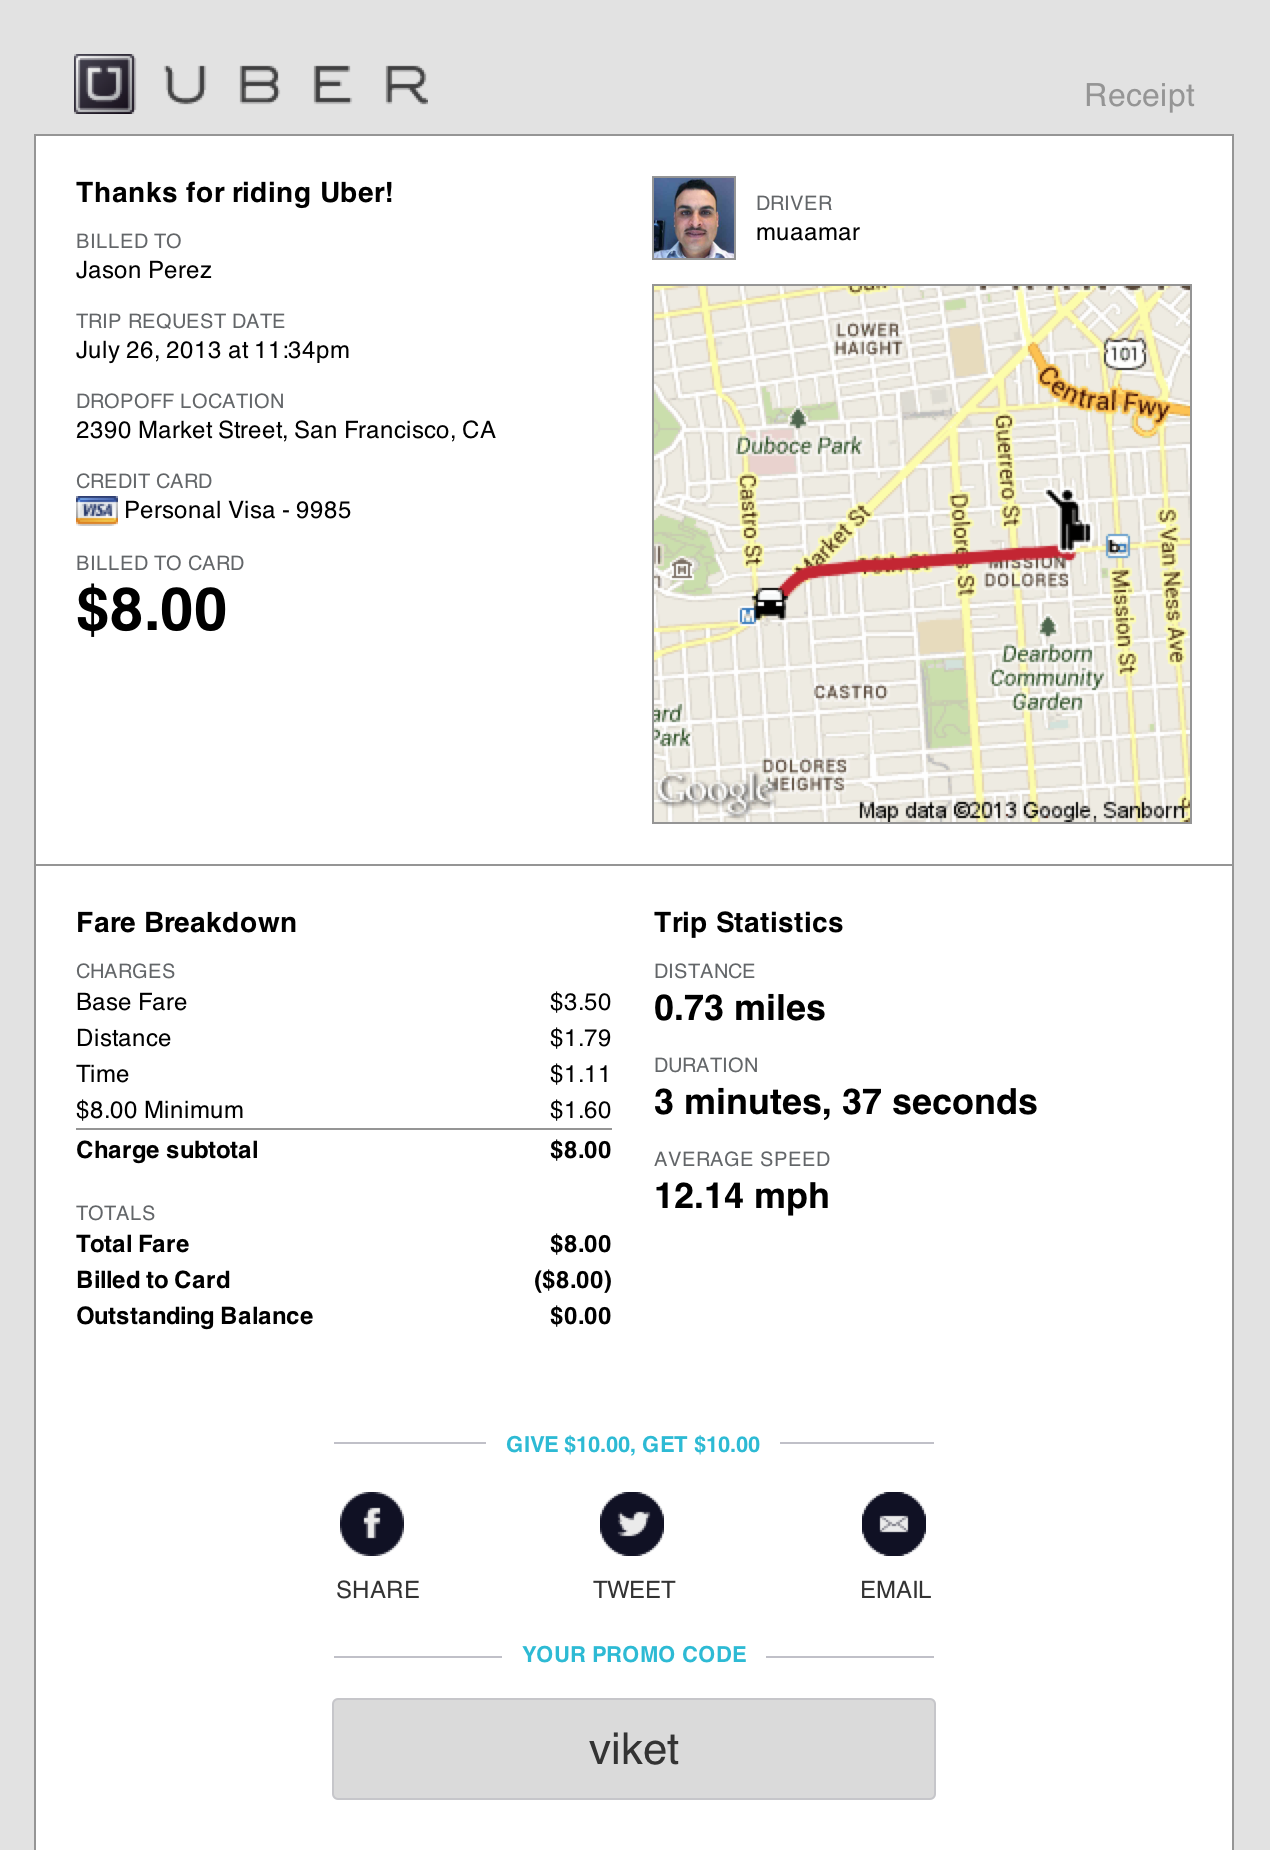 UBER
Receipt
Thanks for riding Uber!
BILLED TO
Jason Perez
TRIP REQUEST DATE
July 26, 2013 at 11:34pm
DROPOFF LOCATION
2390 Market Street, San Francisco, CA
CREDIT CARD
VISA Personal Visa - 9985
BILLED TO CARD
$8.00
DRIVER
muaamar
LOWER
HAIGHT
101
Central Fwy
Duboce Park
Guerrero St
Castro St
Market St
Dolores St
S Van Ness Ave
MISSION
DOLORES
Mission St
Dearborn
Community
Garden
CASTRO
ard
Park
DOLORES
HEIGHTS
Google
Map data ©2013 Google, Sanborn
Fare Breakdown
CHARGES
Base Fare $3.50
Distance $1.79
Time $1.11
$8.00 Minimum $1.60
Charge subtotal $8.00
TOTALS
Total Fare $8.00
Billed to Card ($8.00)
Outstanding Balance $0.00
Trip Statistics
DISTANCE
0.73 miles
DURATION
3 minutes, 37 seconds
AVERAGE SPEED
12.14 mph
GIVE $10.00, GET $10.00
SHARE
TWEET
EMAIL
YOUR PROMO CODE
viket